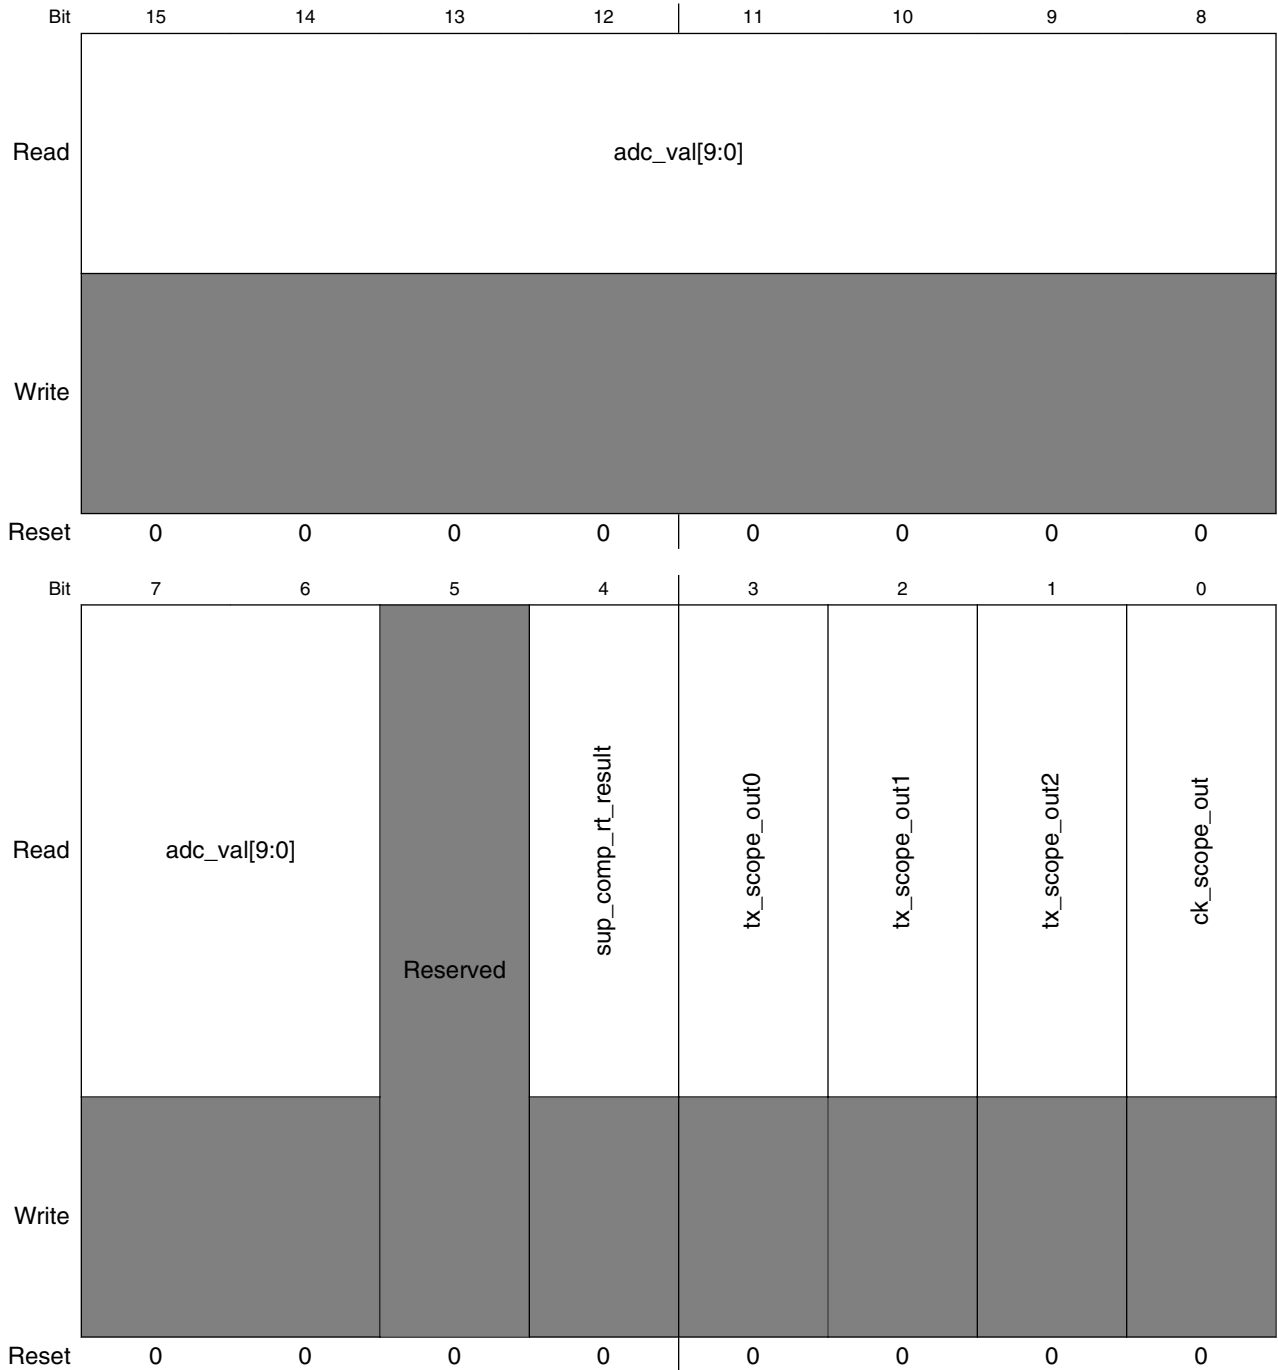 Bit 15 14 13 12 11 10 9 8
Read adc_val[9:0]
Write
Reset 0 0 0 0 0 0 0 0
Bit 7 6 5 4 3 2 1 0
Read adc_val[9:0] Reserved sup_comp_rt_result tx_scope_out0 tx_scope_out1 tx_scope_out2 ck_scope_out
Write
Reset 0 0 0 0 0 0 0 0